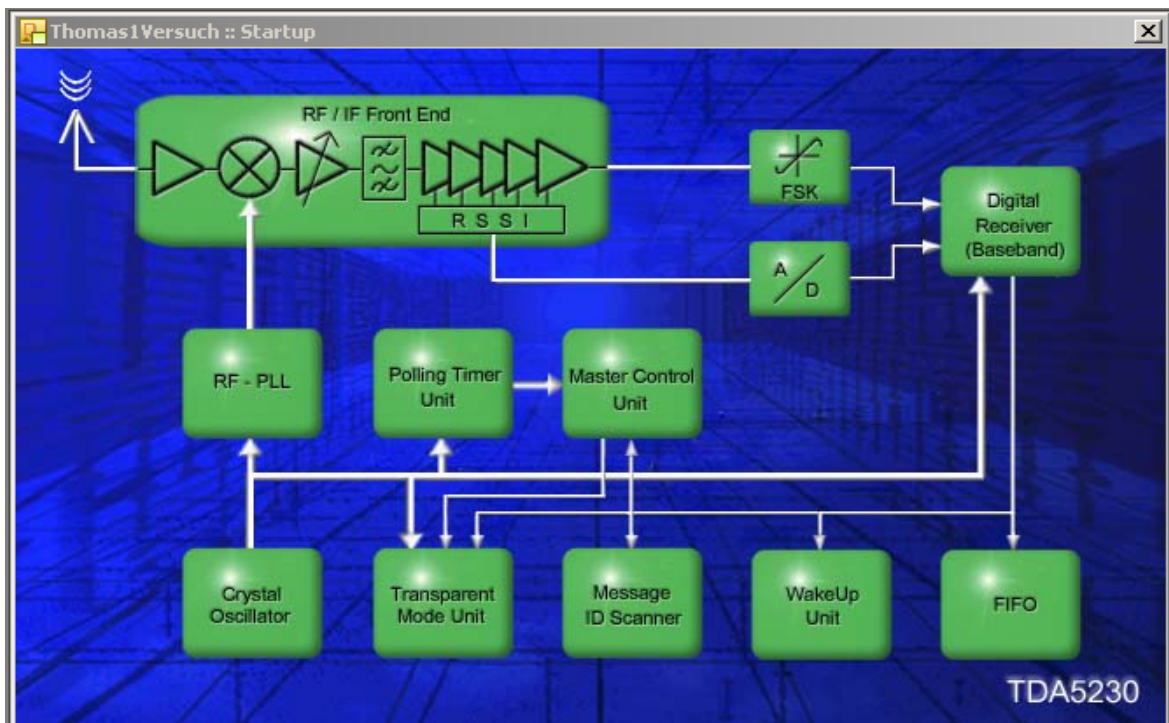 Thomas1Versuch :: Startup
RF / IF Front End
R S S I
FSK
A
D
Digital
Receiver
(Baseband)
RF - PLL
Polling Timer
Unit
Master Control
Unit
Crystal
Oscillator
Transparent
Mode Unit
Message
ID Scanner
WakeUp
Unit
FIFO
TDA5230